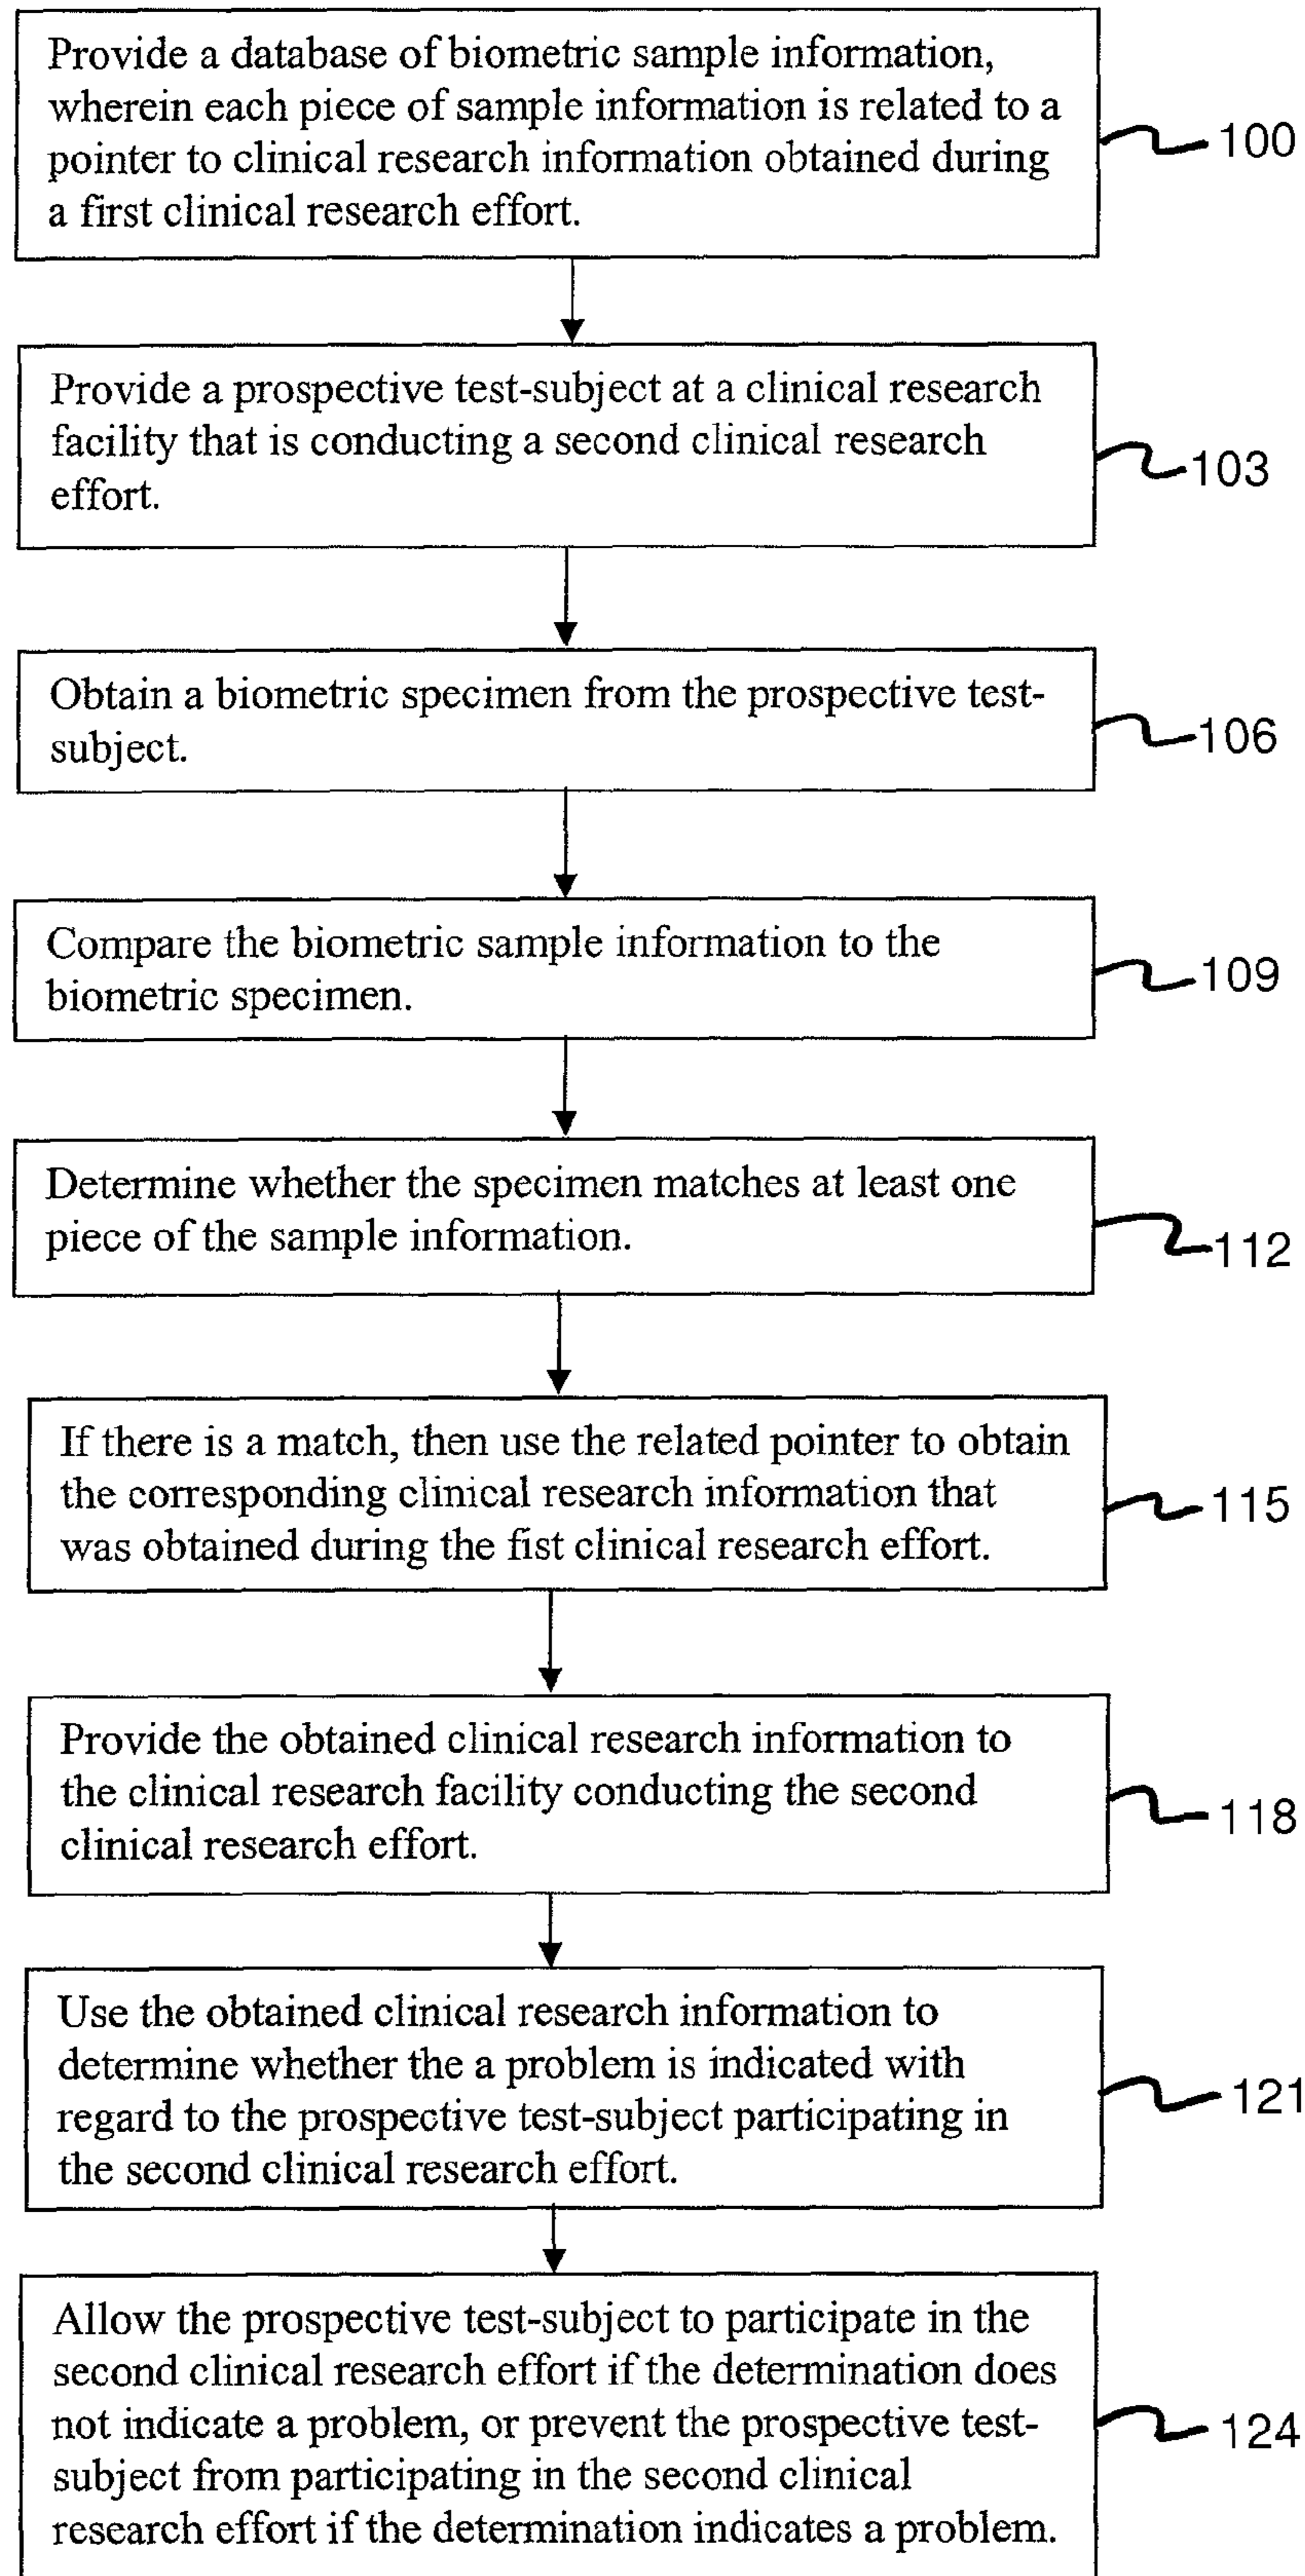 Provide a database of biometric sample information,
wherein each piece of sample information is related to a
pointer to clinical research information obtained during
a first clinical research effort.
100
Provide a prospective test-subject at a clinical research
facility that is conducting a second clinical research
effort.
103
Obtain a biometric specimen from the prospective test-
subject.
106
Compare the biometric sample information to the
biometric specimen.
109
Determine whether the specimen matches at least one
piece of the sample information.
112
If there is a match, then use the related pointer to obtain
the corresponding clinical research information that
was obtained during the fist clinical research effort.
115
Provide the obtained clinical research information to
the clinical research facility conducting the second
clinical research effort.
118
Use the obtained clinical research information to
determine whether the a problem is indicated with
regard to the prospective test-subject participating in
the second clinical research effort.
121
Allow the prospective test-subject to participate in the
second clinical research effort if the determination does
not indicate a problem, or prevent the prospective test-
subject from participating in the second clinical
research effort if the determination indicates a problem.
124